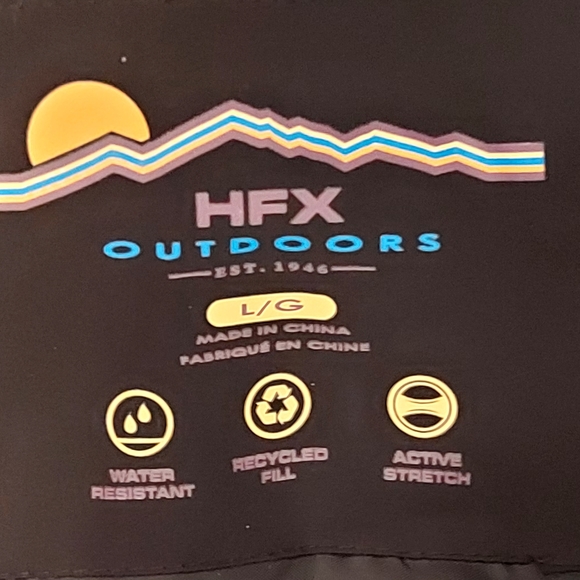 HFX
OUTDOORS
EST. 1946
L/G
MADE IN CHINA
FABRIQUÉ EN CHINE
WATER
RESISTANT
RECYCLED
FILL
ACTIVE
STRETCH